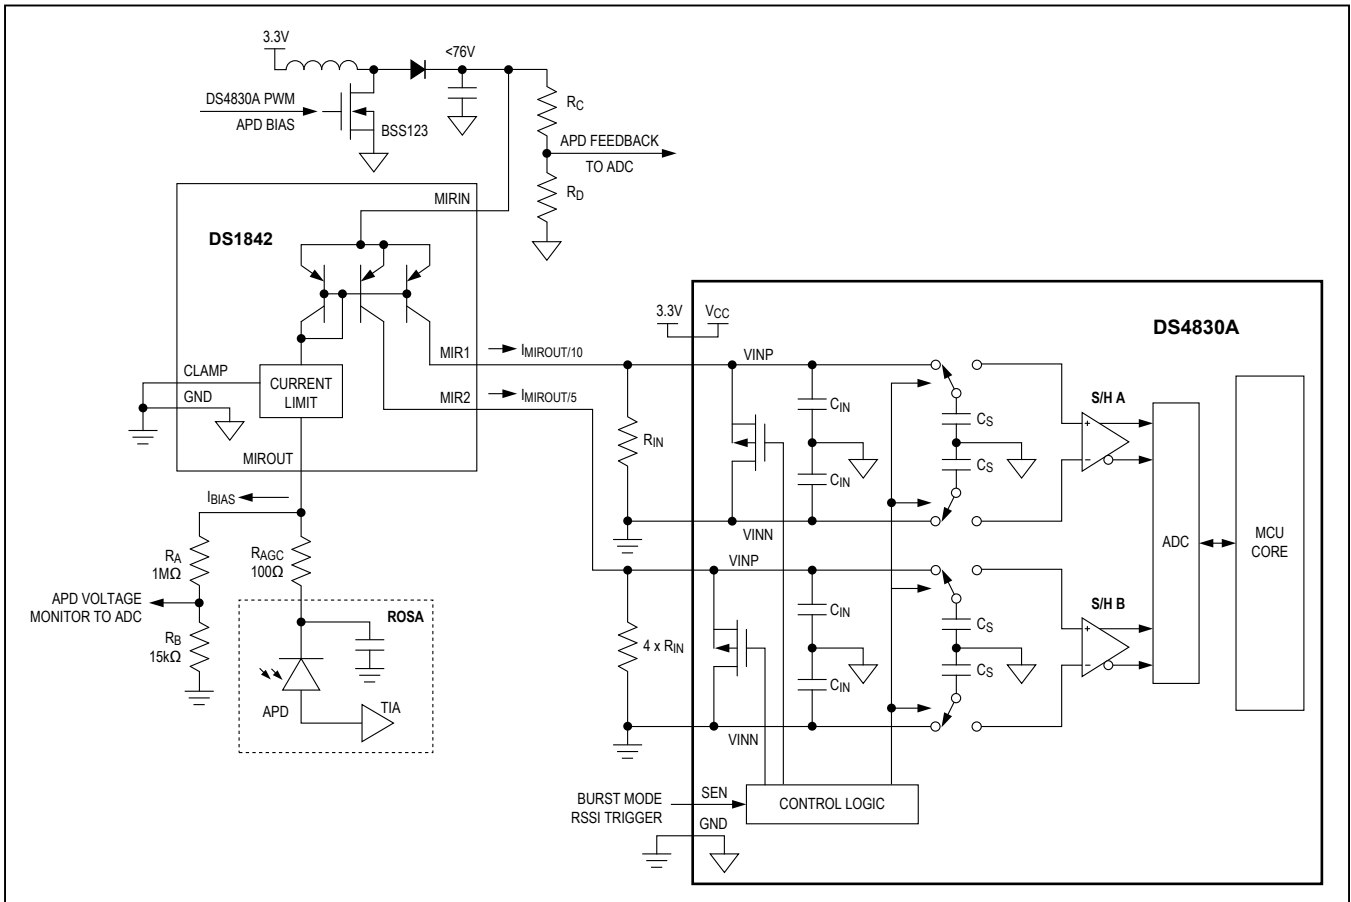 3.3V
<76V
DS4830A PWM
APD BIAS
BSS123
RC
APD FEEDBACK
TO ADC
RD
MIRIN
DS1842
3.3V
VCC
DS4830A
CLAMP
GND
CURRENT
LIMIT
MIR1
IMIROUT/10
MIR2
IMIROUT/5
MIROUT
VINP
RIN
CIN
CIN
CS
CS
S/H A
VINN
IBIAS
RA
1MΩ
RAGC
100Ω
APD VOLTAGE
MONITOR TO ADC
RB
15kΩ
ROSA
APD
TIA
VINP
4 x RIN
CIN
CIN
CS
CS
S/H B
VINN
ADC
MCU
CORE
BURST MODE
RSSI TRIGGER
SEN
GND
CONTROL LOGIC